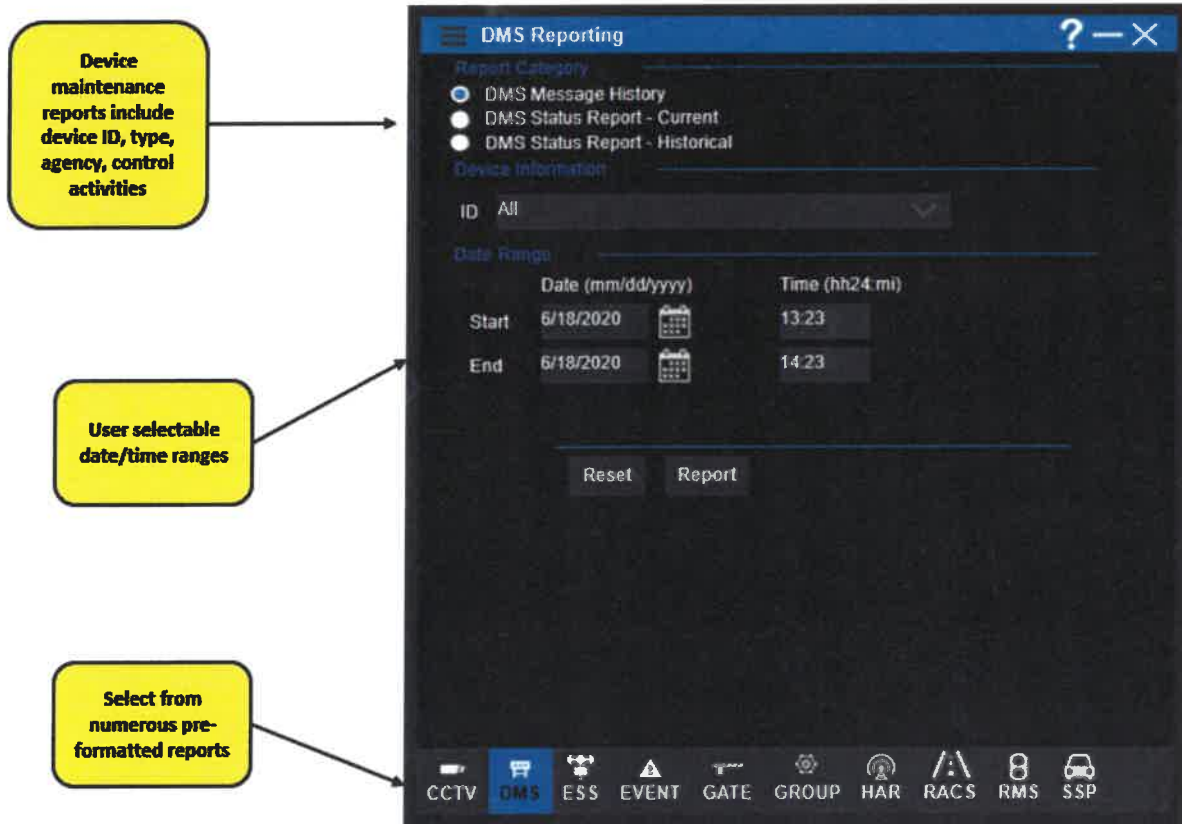 Device
maintenance
reports include
device ID, type,
agency, control
activities
User selectable
date/time ranges
Select from
numerous pre-
formatted reports
DMS Reporting
?
Report Category
DMS Message History
DMS Status Report - Current
DMS Status Report - Historical
Device Information
ID All
Date Range
Date (mm/dd/yyyy) Time (hh24:mi)
Start 6/18/2020 13:23
End 6/18/2020 14:23
Reset Report
CCTV DMS ESS EVENT GATE GROUP HAR RACS RMS SSP